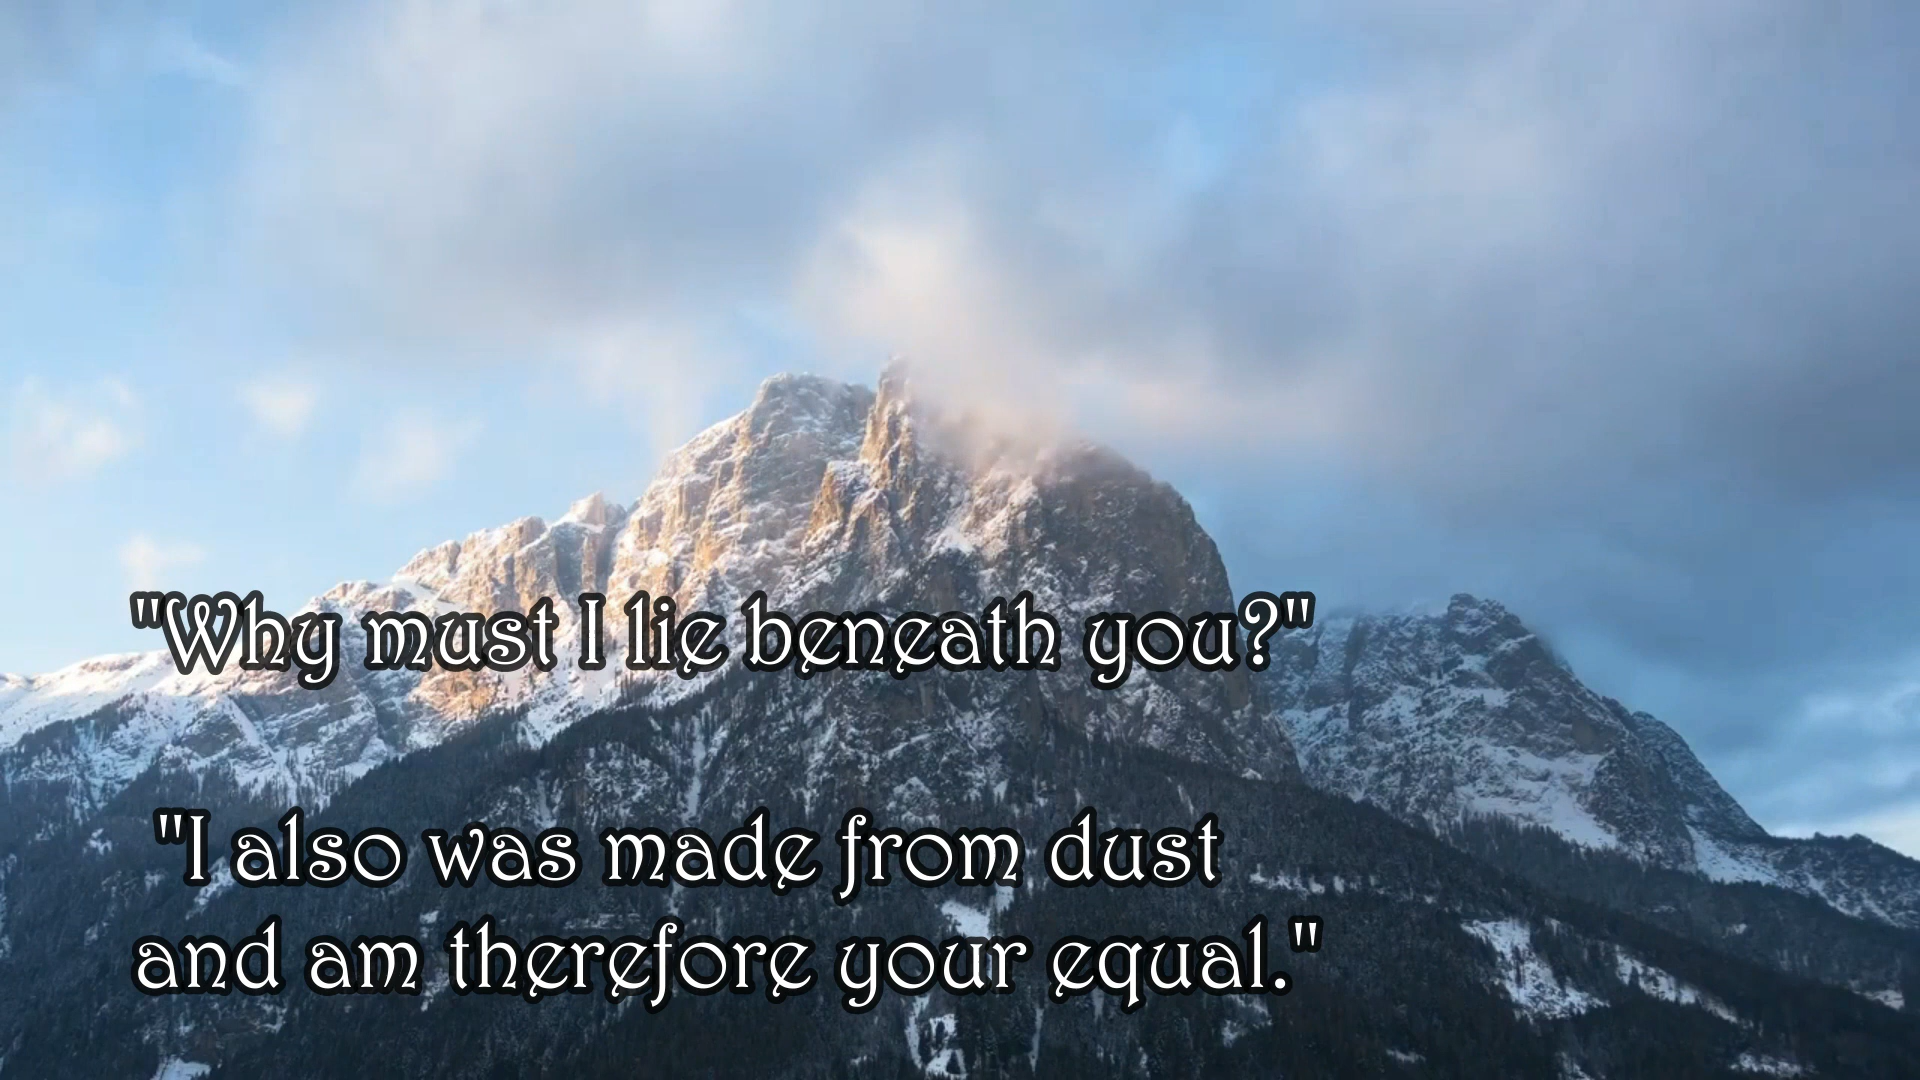 "Why must I lie beneath you?"
"I also was made from dust
and am therefore your equal."